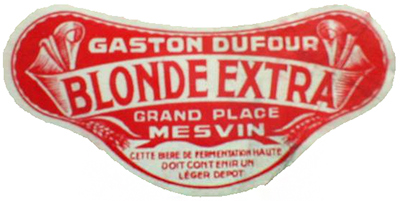 GASTON DUFOUR
BLONDE EXTRA
GRAND PLACE
MESVIN
CETTE BIERE DE FERMENTATION HAUTE
DOIT CONTENIR UN
LÉGER DEPOT